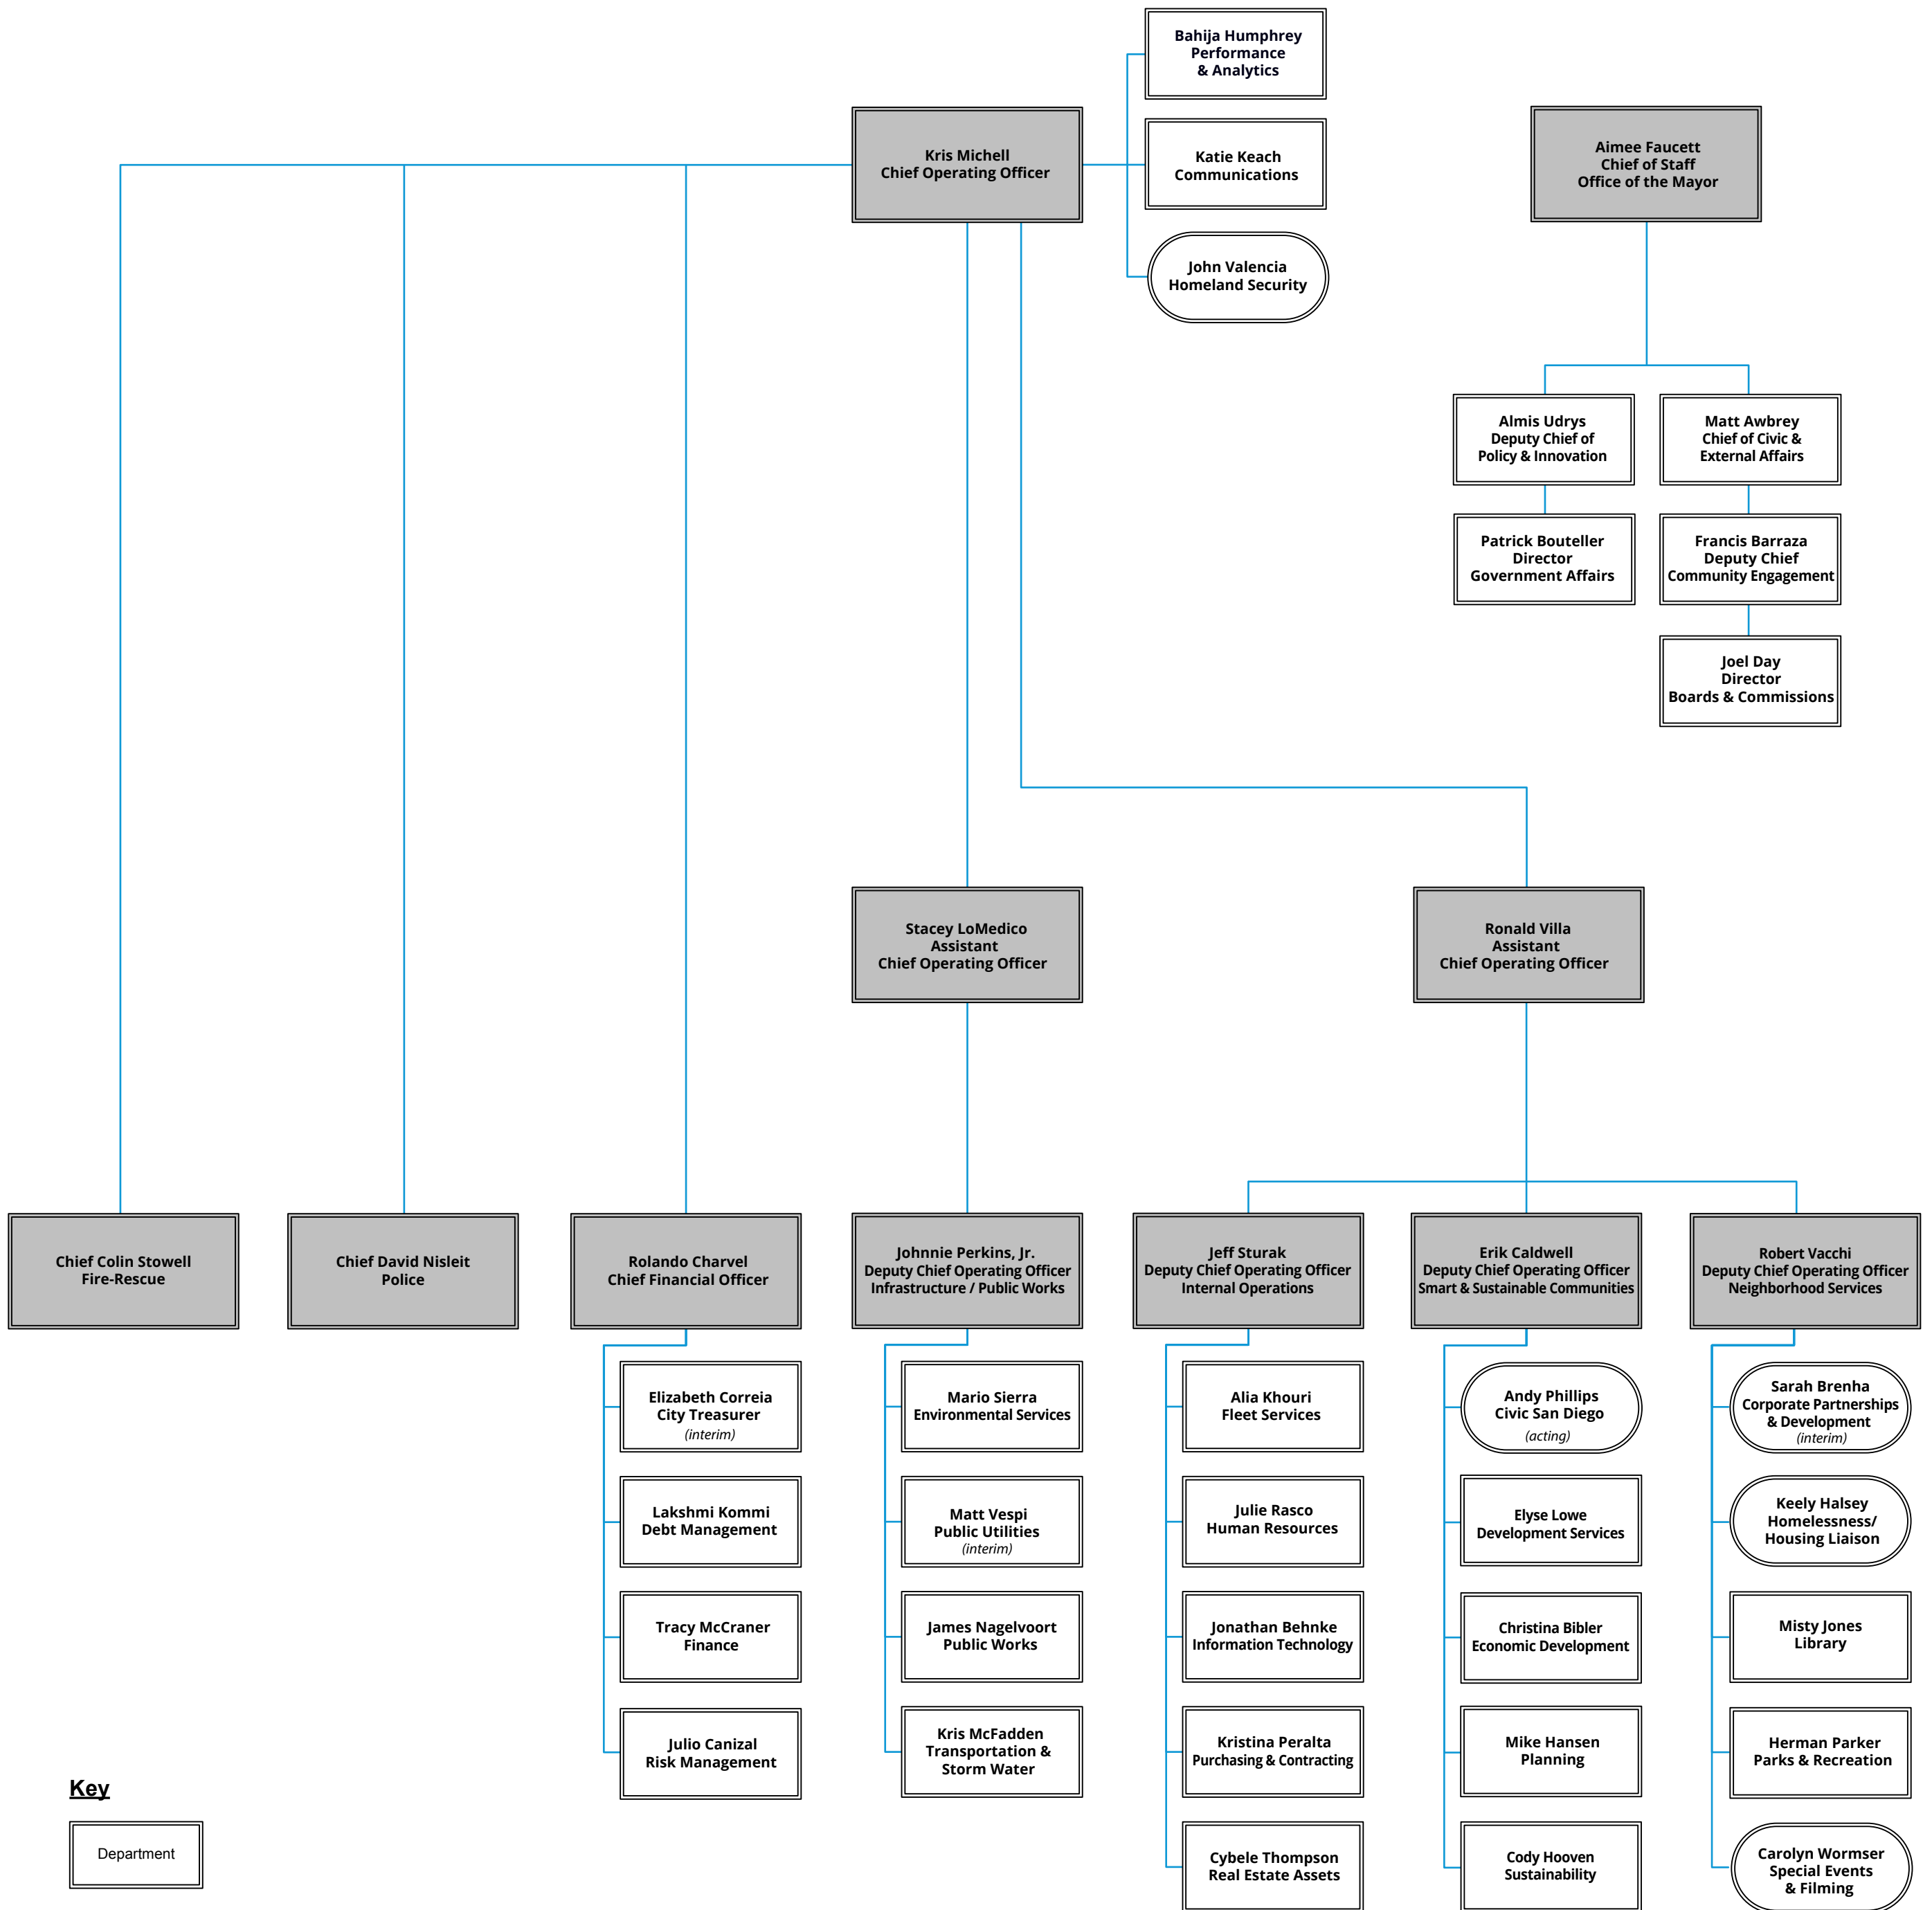 Bahija Humphrey
Performance
& Analytics
Kris Michell
Chief Operating Officer
Katie Keach
Communications
John Valencia
Homeland Security
Aimee Faucett
Chief of Staff
Office of the Mayor
Almis Udrys
Deputy Chief of
Policy & Innovation
Matt Awbrey
Chief of Civic &
External Affairs
Patrick Bouteller
Director
Government Affairs
Francis Barraza
Deputy Chief
Community Engagement
Joel Day
Director
Boards & Commissions
Stacey LoMedico
Assistant
Chief Operating Officer
Ronald Villa
Assistant
Chief Operating Officer
Chief Colin Stowell
Fire-Rescue
Chief David Nisleit
Police
Rolando Charvel
Chief Financial Officer
Johnnie Perkins, Jr.
Deputy Chief Operating Officer
Infrastructure / Public Works
Jeff Sturak
Deputy Chief Operating Officer
Internal Operations
Erik Caldwell
Deputy Chief Operating Officer
Smart & Sustainable Communities
Robert Vacchi
Deputy Chief Operating Officer
Neighborhood Services
Elizabeth Correia
City Treasurer
(interim)
Lakshmi Kommi
Debt Management
Tracy McCraner
Finance
Julio Canizal
Risk Management
Mario Sierra
Environmental Services
Matt Vespi
Public Utilities
(interim)
James Nagelvoort
Public Works
Kris McFadden
Transportation &
Storm Water
Alia Khouri
Fleet Services
Julie Rasco
Human Resources
Jonathan Behnke
Information Technology
Kristina Peralta
Purchasing & Contracting
Cybele Thompson
Real Estate Assets
Andy Phillips
Civic San Diego
(acting)
Elyse Lowe
Development Services
Christina Bibler
Economic Development
Mike Hansen
Planning
Cody Hooven
Sustainability
Sarah Brenha
Corporate Partnerships
& Development
(interim)
Keely Halsey
Homelessness/
Housing Liaison
Misty Jones
Library
Herman Parker
Parks & Recreation
Carolyn Wormser
Special Events
& Filming
Key
Department